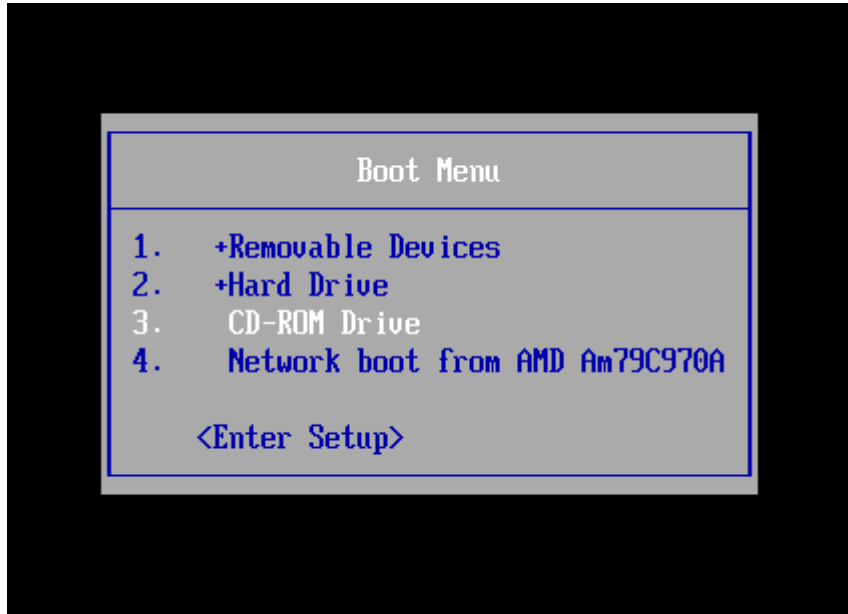 Boot Menu
1. +Removable Devices
2. +Hard Drive
3. CD-ROM Drive
4. Network boot from AMD Am79C970A
<Enter Setup>